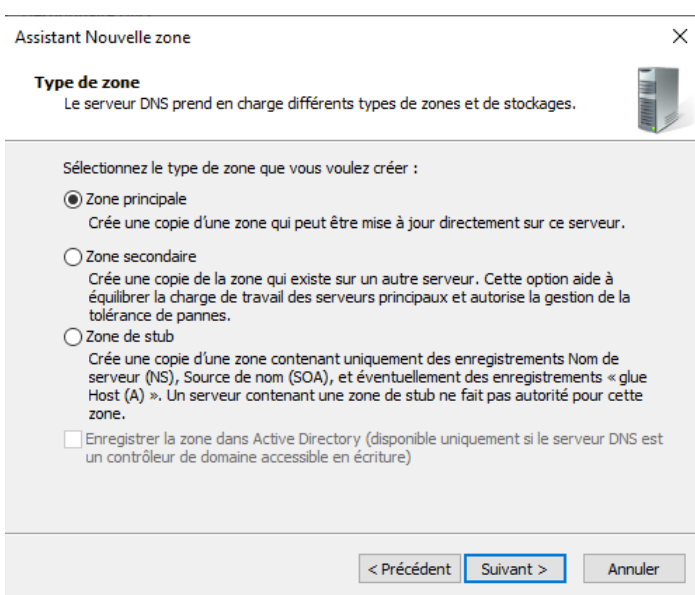 Assistant Nouvelle zone
Type de zone
Le serveur DNS prend en charge différents types de zones et de stockages.
Sélectionnez le type de zone que vous voulez créer :
Zone principale
Crée une copie d'une zone qui peut être mise à jour directement sur ce serveur.
Zone secondaire
Crée une copie de la zone qui existe sur un autre serveur. Cette option aide à
équilibrer la charge de travail des serveurs principaux et autorise la gestion de la
tolérance de pannes.
Zone de stub
Crée une copie d'une zone contenant uniquement des enregistrements Nom de
serveur (NS), Source de nom (SOA), et éventuellement des enregistrements « glue
Host (A) ». Un serveur contenant une zone de stub ne fait pas autorité pour cette
zone.
Enregistrer la zone dans Active Directory (disponible uniquement si le serveur DNS est
un contrôleur de domaine accessible en écriture)
< Précédent Suivant > Annuler